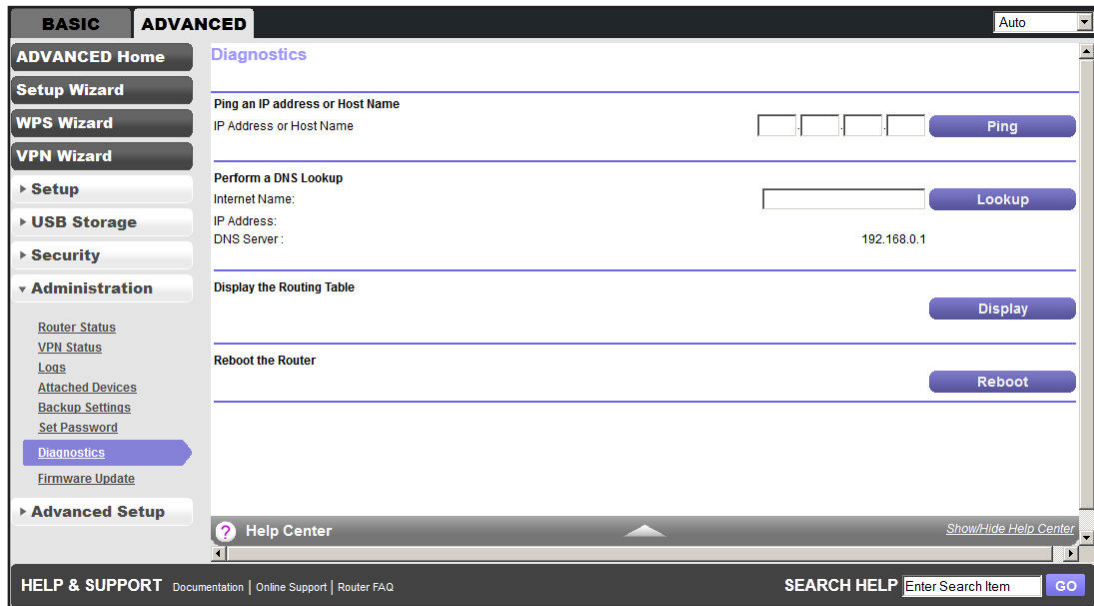 BASIC ADVANCED Auto
ADVANCED Home
Setup Wizard
WPS Wizard
VPN Wizard
Setup
USB Storage
Security
Administration
Router Status
VPN Status
Logs
Attached Devices
Backup Settings
Set Password
Diagnostics
Firmware Update
Advanced Setup
Diagnostics
Ping an IP address or Host Name
IP Address or Host Name . . . Ping
Perform a DNS Lookup
Internet Name: Lookup
IP Address:
DNS Server : 192.168.0.1
Display the Routing Table
Display
Reboot the Router
Reboot
? Help Center Show/Hide Help Center
HELP & SUPPORT Documentation | Online Support | Router FAQ SEARCH HELP Enter Search Item GO